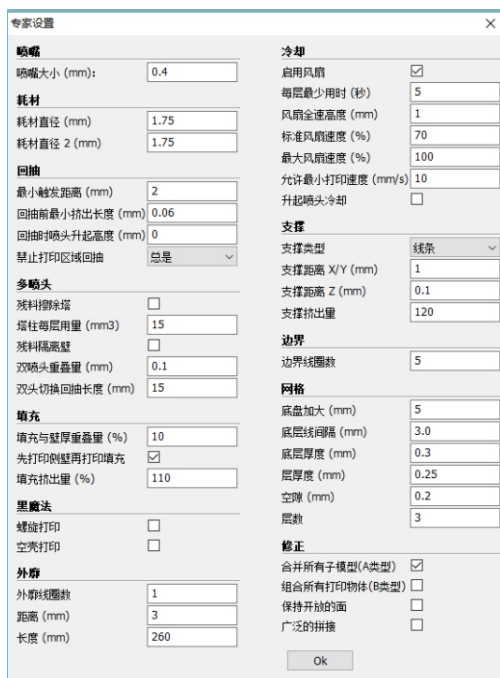 专家设置
喷嘴
喷嘴大小 (mm): 0.4
耗材
耗材直径 (mm) 1.75
耗材直径 2 (mm) 1.75
回抽
最小触发距离 (mm) 2
回抽前最小挤出长度 (mm) 0.06
回抽时喷头升起高度 (mm) 0
禁止打印区域回抽 总是
多喷头
残料擦除塔
塔柱每层用量 (mm3) 15
残料隔离壁
双喷头重叠量 (mm) 0.1
双头切换回抽长度 (mm) 15
填充
填充与壁厚重叠量 (%) 10
先打印侧壁再打印填充
填充挤出量 (%) 110
黑魔法
螺旋打印
空壳打印
外廓
外廓线圈数 1
距离 (mm) 3
长度 (mm) 260
冷却
启用风扇
每层最少用时 (秒) 5
风扇全速高度 (mm) 1
标准风扇速度 (%) 70
最大风扇速度 (%) 100
允许最小打印速度 (mm/s) 10
升起喷头冷却
支撑
支撑类型 线条
支撑距离 X/Y (mm) 1
支撑距离 Z (mm) 0.1
支撑挤出量 120
边界
边界线圈数 5
网格
底盘加大 (mm) 5
底层线间隔 (mm) 3.0
底层厚度 (mm) 0.3
层厚度 (mm) 0.25
空隙 (mm) 0.2
层数 3
修正
合并所有子模型(A类型)
组合所有打印物体(B类型)
保持开放的面
广泛的拼接
Ok